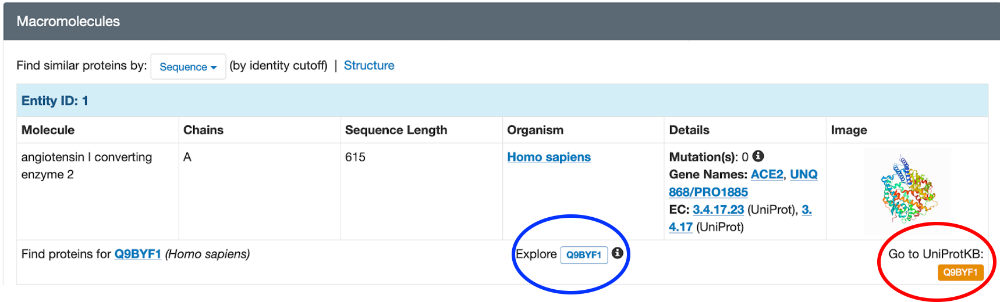 Macromolecules
Find similar proteins by: Sequence (by identity cutoff) | Structure
Entity ID: 1
Molecule Chains Sequence Length Organism Details Image
angiotensin I converting
enzyme 2
A
615
Homo sapiens
Mutation(s): 0
Gene Names: ACE2, UNQ
868/PRO1885
EC: 3.4.17.23 (UniProt), 3.
4.17 (UniProt)
Find proteins for Q9BYF1 (Homo sapiens)
Explore Q9BYF1
Go to UniProtKB:
Q9BYF1